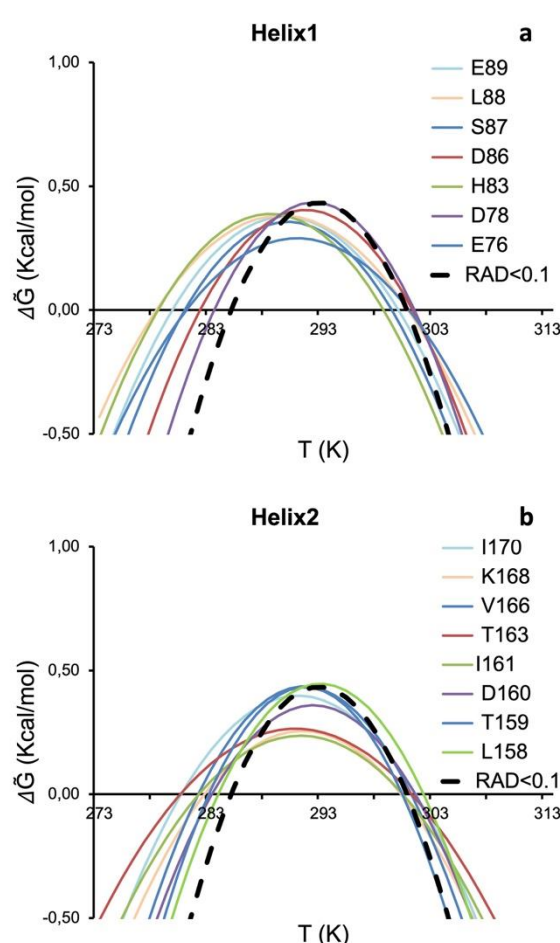 Helix1
a
1,00
0,50
0,00
-0,50
273
283
293
303
313
ΔG̃ (Kcal/mol)
T (K)
E89
L88
S87
D86
H83
D78
E76
RAD<0.1
Helix2
b
1,00
0,50
0,00
-0,50
273
283
293
303
313
ΔG̃ (Kcal/mol)
T (K)
I170
K168
V166
T163
I161
D160
T159
L158
RAD<0.1